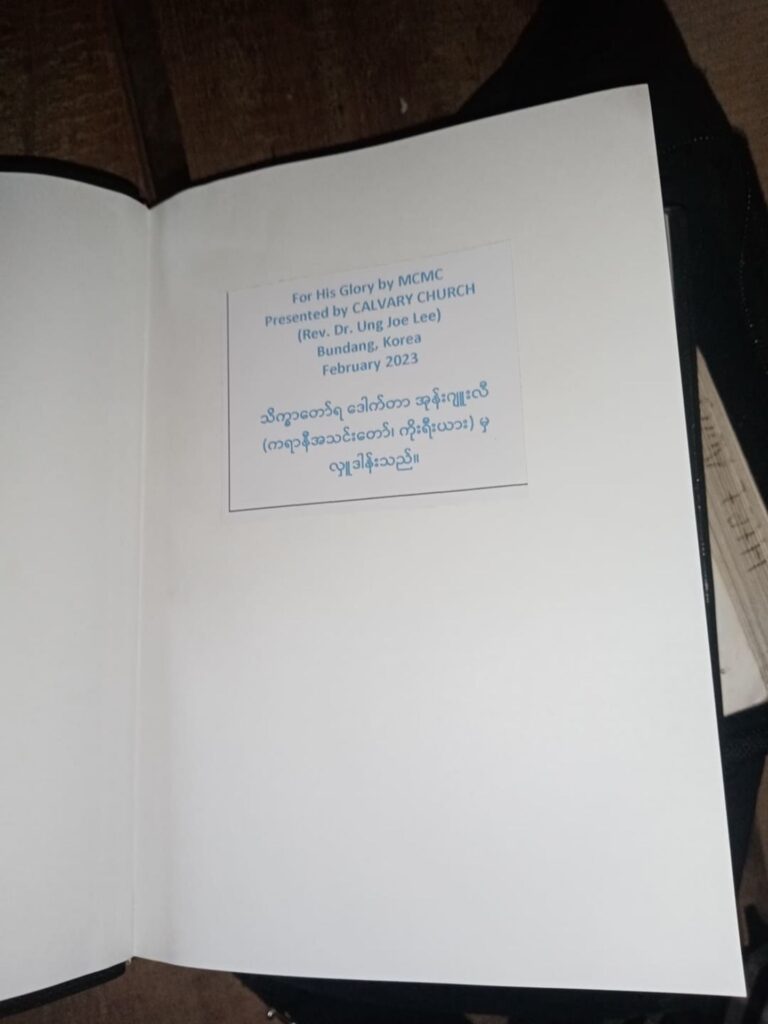 For His Glory by MCMC
Presented by CALVARY CHURCH
(Rev. Dr. Ung Joe Lee)
Bundang, Korea
February 2023
သိက္ခာတော်ရ ဒေါက်တာ အုန်းဂျူးလီ
(ကရာနီအသင်းတော်၊ ကိုးရီးယား) မှ
လှူဒါန်းသည်။